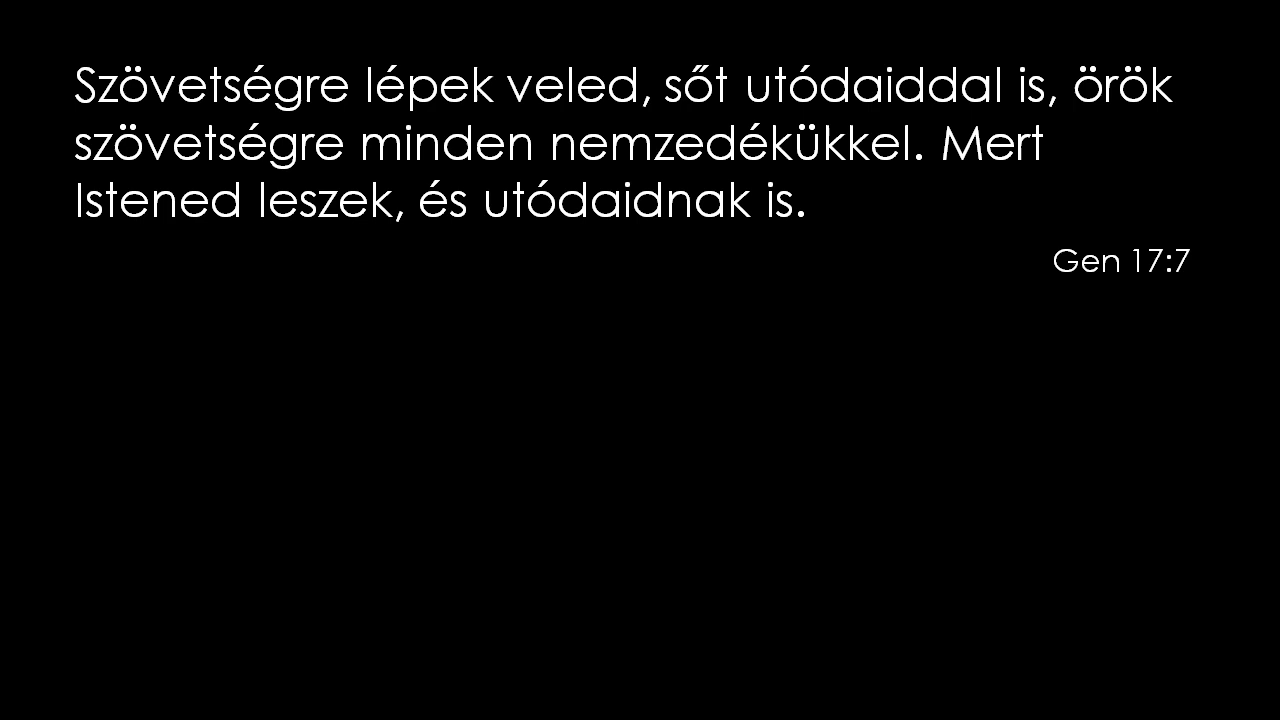 Szövetségre lépek veled, sőt utódaiddal is, örök
szövetségre minden nemzedékükkel. Mert
Istened leszek, és utódaidnak is.
Gen 17:7